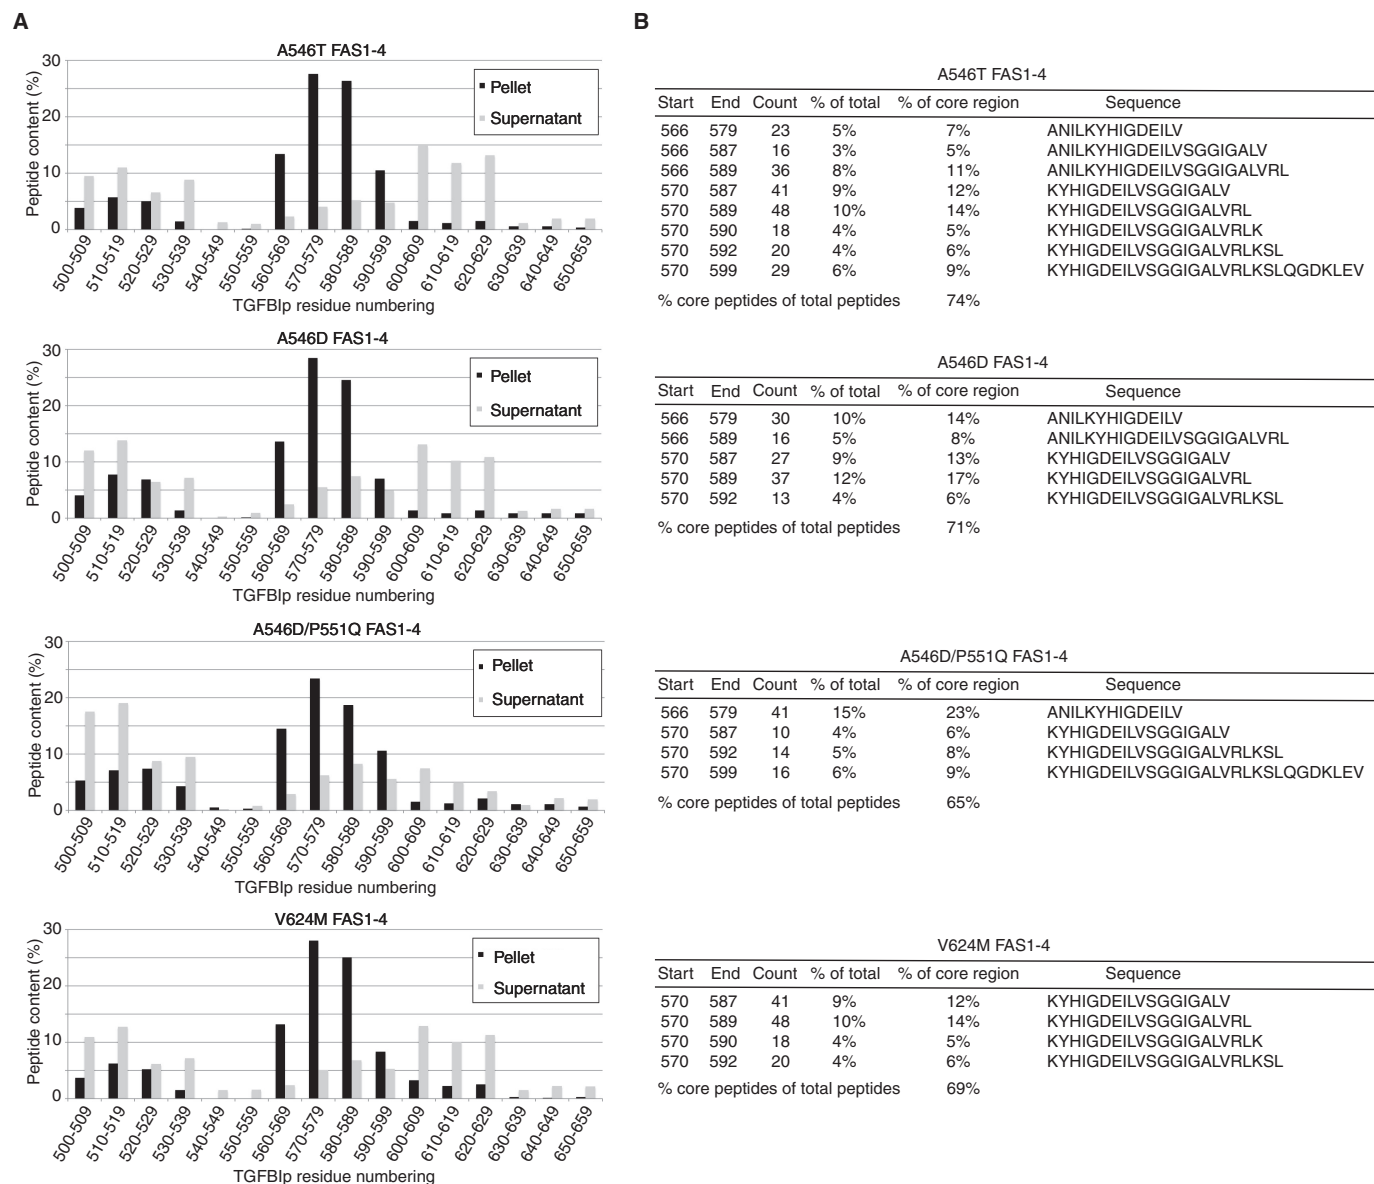 A
A546T FAS1-4
Peptide content (%)
30
20
10
0
Pellet
Supernatant
500-509
510-519
520-529
530-539
540-549
550-559
560-569
570-579
580-589
590-599
600-609
610-619
620-629
630-639
640-649
650-659
TGFBIp residue numbering
A546D FAS1-4
Peptide content (%)
30
20
10
0
Pellet
Supernatant
500-509
510-519
520-529
530-539
540-549
550-559
560-569
570-579
580-589
590-599
600-609
610-619
620-629
630-639
640-649
650-659
TGFBIp residue numbering
A546D/P551Q FAS1-4
Peptide content (%)
30
20
10
0
Pellet
Supernatant
500-509
510-519
520-529
530-539
540-549
550-559
560-569
570-579
580-589
590-599
600-609
610-619
620-629
630-639
640-649
650-659
TGFBIp residue numbering
V624M FAS1-4
Peptide content (%)
30
20
10
0
Pellet
Supernatant
500-509
510-519
520-529
530-539
540-549
550-559
560-569
570-579
580-589
590-599
600-609
610-619
620-629
630-639
640-649
650-659
TGFBIp residue numbering
B
A546T FAS1-4
Start End Count % of total % of core region Sequence
566 579 23 5% 7% ANILKYHIGDEILV
566 587 16 3% 5% ANILKYHIGDEILVSGGIGALV
566 589 36 8% 11% ANILKYHIGDEILVSGGIGALVRL
570 587 41 9% 12% KYHIGDEILVSGGIGALV
570 589 48 10% 14% KYHIGDEILVSGGIGALVRL
570 590 18 4% 5% KYHIGDEILVSGGIGALVRLK
570 592 20 4% 6% KYHIGDEILVSGGIGALVRLKSL
570 599 29 6% 9% KYHIGDEILVSGGIGALVRLKSLQGDKLEV
% core peptides of total peptides 74%
A546D FAS1-4
Start End Count % of total % of core region Sequence
566 579 30 10% 14% ANILKYHIGDEILV
566 589 16 5% 8% ANILKYHIGDEILVSGGIGALVRL
570 587 27 9% 13% KYHIGDEILVSGGIGALV
570 589 37 12% 17% KYHIGDEILVSGGIGALVRL
570 592 13 4% 6% KYHIGDEILVSGGIGALVRLKSL
% core peptides of total peptides 71%
A546D/P551Q FAS1-4
Start End Count % of total % of core region Sequence
566 579 41 15% 23% ANILKYHIGDEILV
570 587 10 4% 6% KYHIGDEILVSGGIGALV
570 592 14 5% 8% KYHIGDEILVSGGIGALVRLKSL
570 599 16 6% 9% KYHIGDEILVSGGIGALVRLKSLQGDKLEV
% core peptides of total peptides 65%
V624M FAS1-4
Start End Count % of total % of core region Sequence
570 587 41 9% 12% KYHIGDEILVSGGIGALV
570 589 48 10% 14% KYHIGDEILVSGGIGALVRL
570 590 18 4% 5% KYHIGDEILVSGGIGALVRLK
570 592 20 4% 6% KYHIGDEILVSGGIGALVRLKSL
% core peptides of total peptides 69%